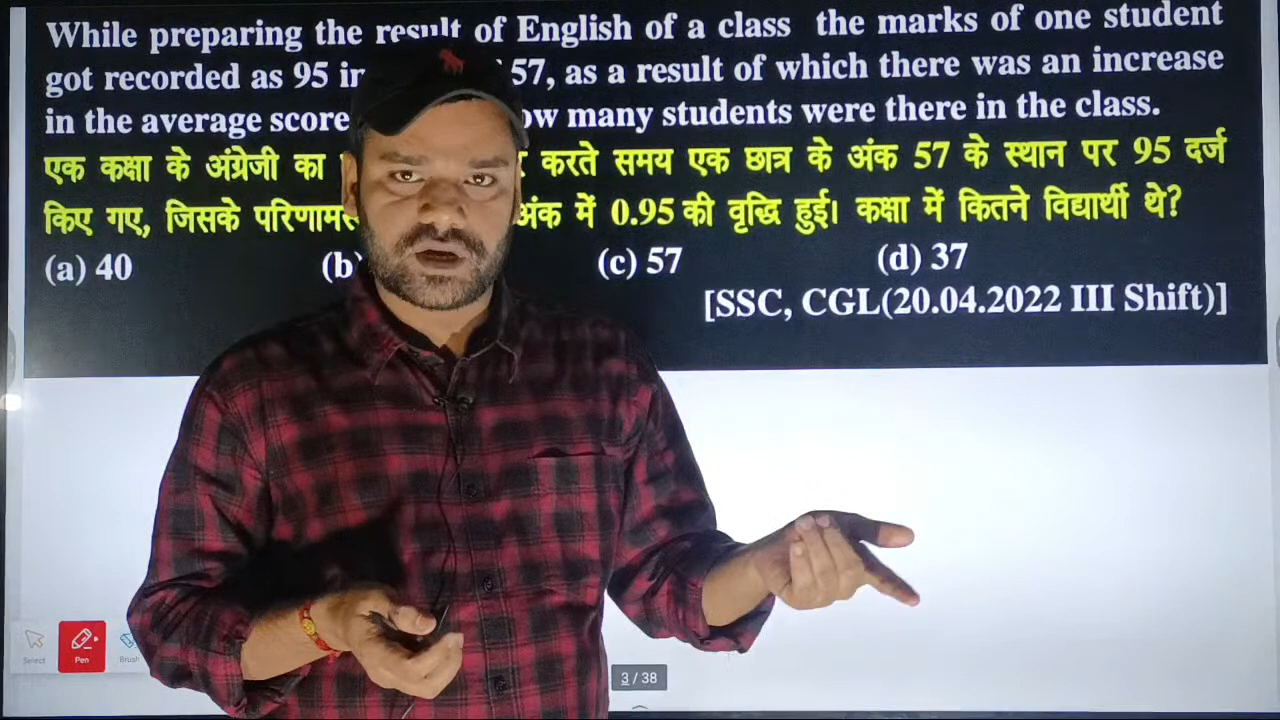 While preparing the result of English of a class the marks of one student
got recorded as 95 in 57, as a result of which there was an increase
in the average score how many students were there in the class.
एक कक्षा के अंग्रेजी का करते समय एक छात्र के अंक 57 के स्थान पर 95 दर्ज
किए गए, जिसके अंक में 0.95 की वृद्धि हुई। कक्षा में कितने विद्यार्थी थे?
(a) 40 (b) (c) 57 (d) 37
[SSC, CGL(20.04.2022 III Shift)]
Select Pen Brush
3 / 38